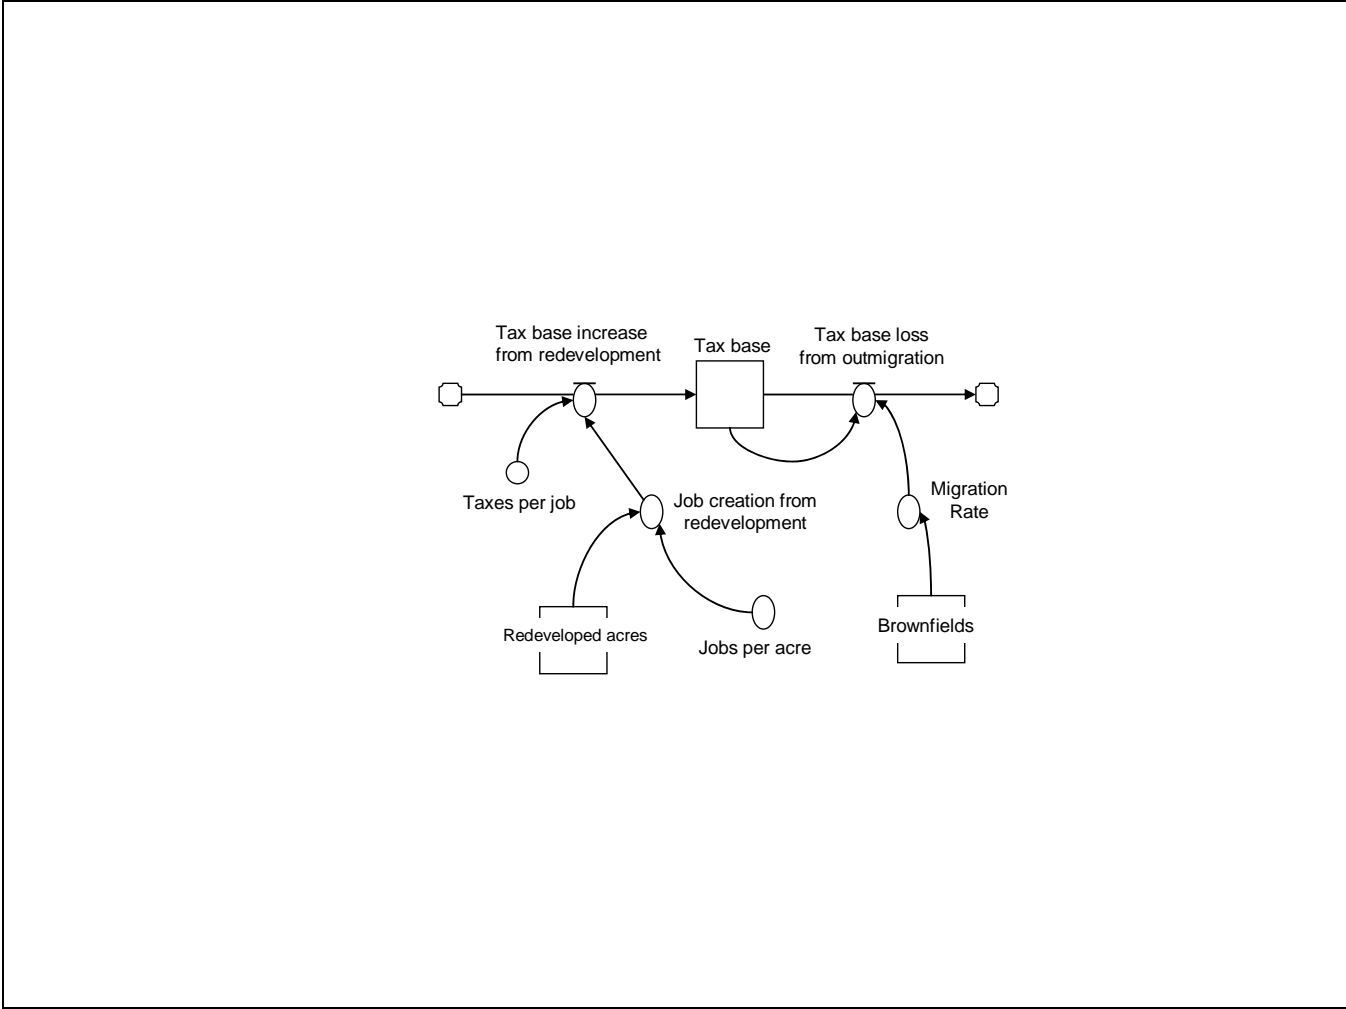 Tax base increase
from redevelopment
Tax base
Tax base loss
from outmigration
Taxes per job
Job creation from
redevelopment
Migration
Rate
Redeveloped acres
Jobs per acre
Brownfields